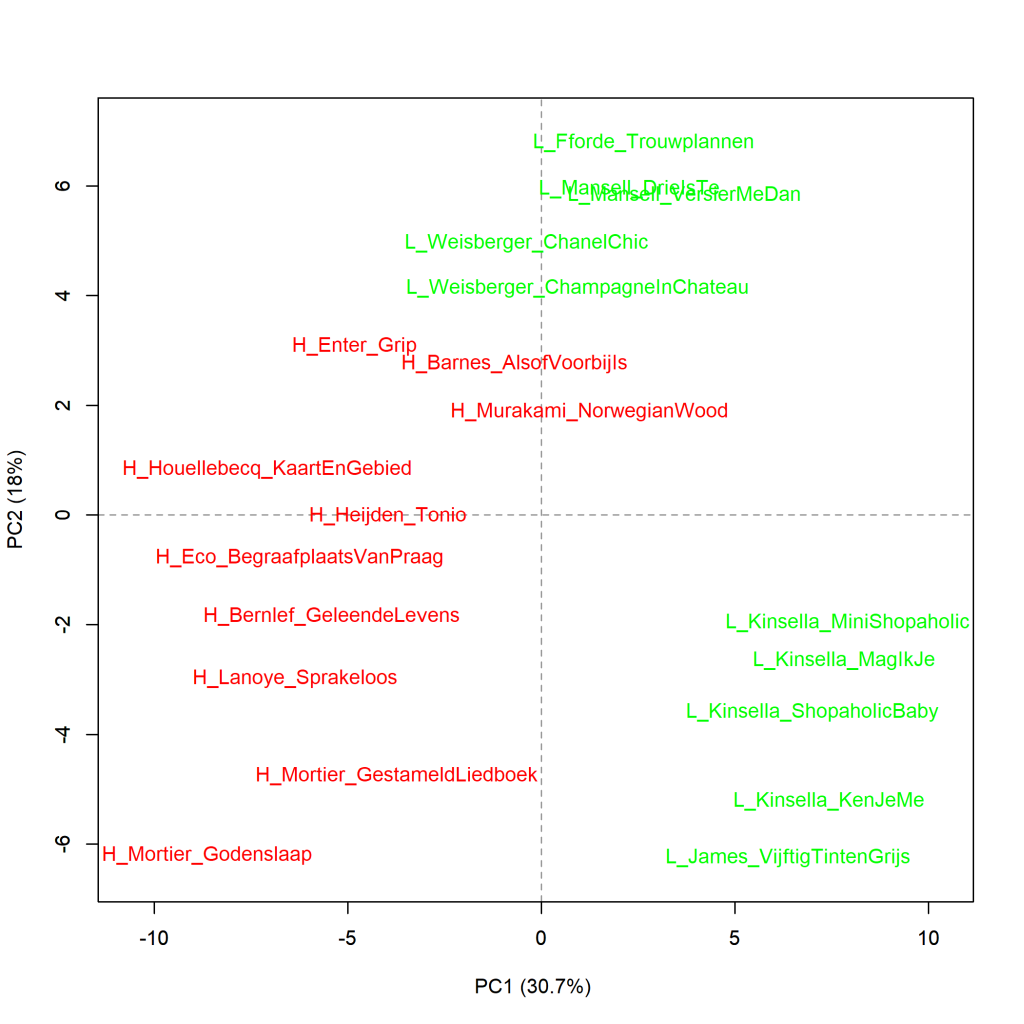 L_Fforde_Trouwplannen
L_Mansell_DrieIsTe
L_Mansell_VersierMeDan
L_Weisberger_ChanelChic
L_Weisberger_ChampagneInChateau
H_Enter_Grip
H_Barnes_AlsofVoorbijIs
H_Murakami_NorwegianWood
H_Houellebecq_KaartEnGebied
H_Heijden_Tonio
H_Eco_BegraafplaatsVanPraag
H_Bernlef_GeleendeLevens
L_Kinsella_MiniShopaholic
L_Kinsella_MagIkJe
H_Lanoye_Sprakeloos
L_Kinsella_ShopaholicBaby
H_Mortier_GestameldLiedboek
L_Kinsella_KenJeMe
H_Mortier_Godenslaap
L_James_VijftigTintenGrijs
6
4
2
0
-2
-4
-6
PC2 (18%)
-10 -5 0 5 10
PC1 (30.7%)